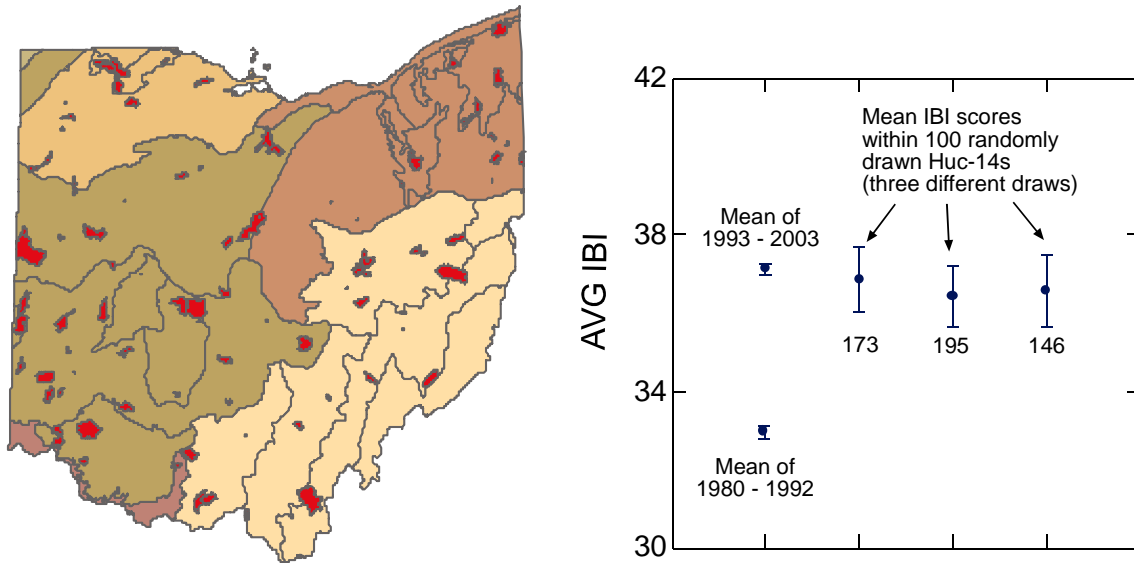 42
38
34
30
AVG IBI
Mean IBI scores
within 100 randomly
drawn Huc-14s
(three different draws)
Mean of
1993 - 2003
173
195
146
Mean of
1980 - 1992